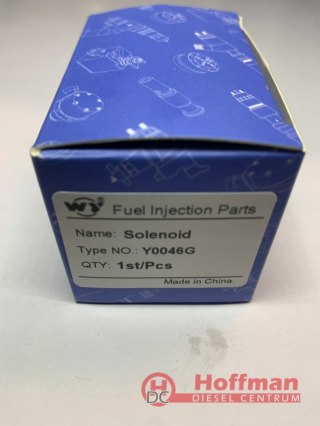 WY Fuel Injection Parts
Name: Solenoid
Type NO.: Y0046G
QTY: 1st/Pcs
Made in China.
HDC Hoffman
DIESEL CENTRUM